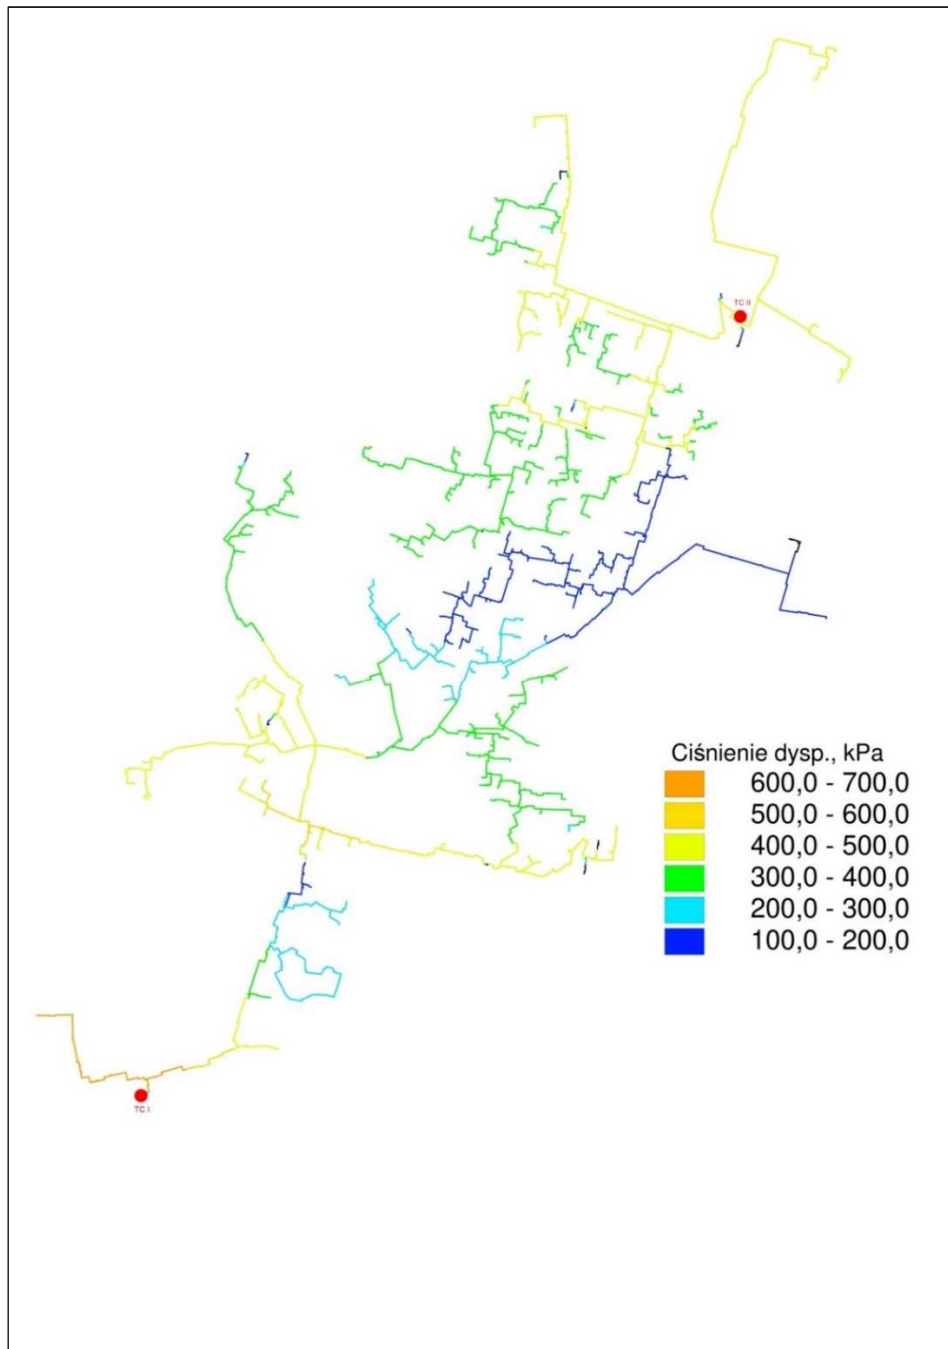 TC II
Ciśnienie dysp., kPa
600,0 - 700,0
500,0 - 600,0
400,0 - 500,0
300,0 - 400,0
200,0 - 300,0
100,0 - 200,0
TC I